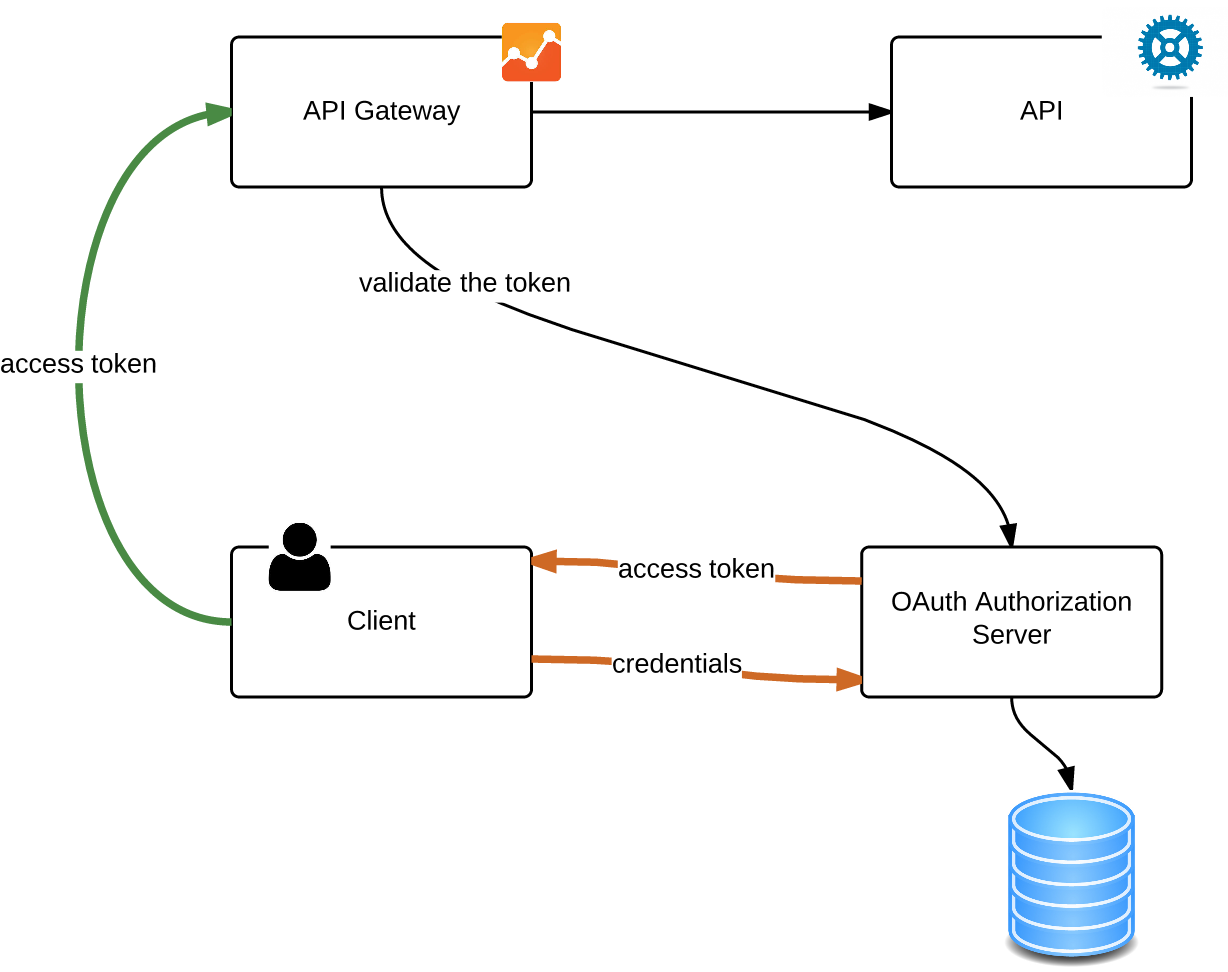 API Gateway
API
validate the token
access token
access token
OAuth Authorization
Server
Client
credentials